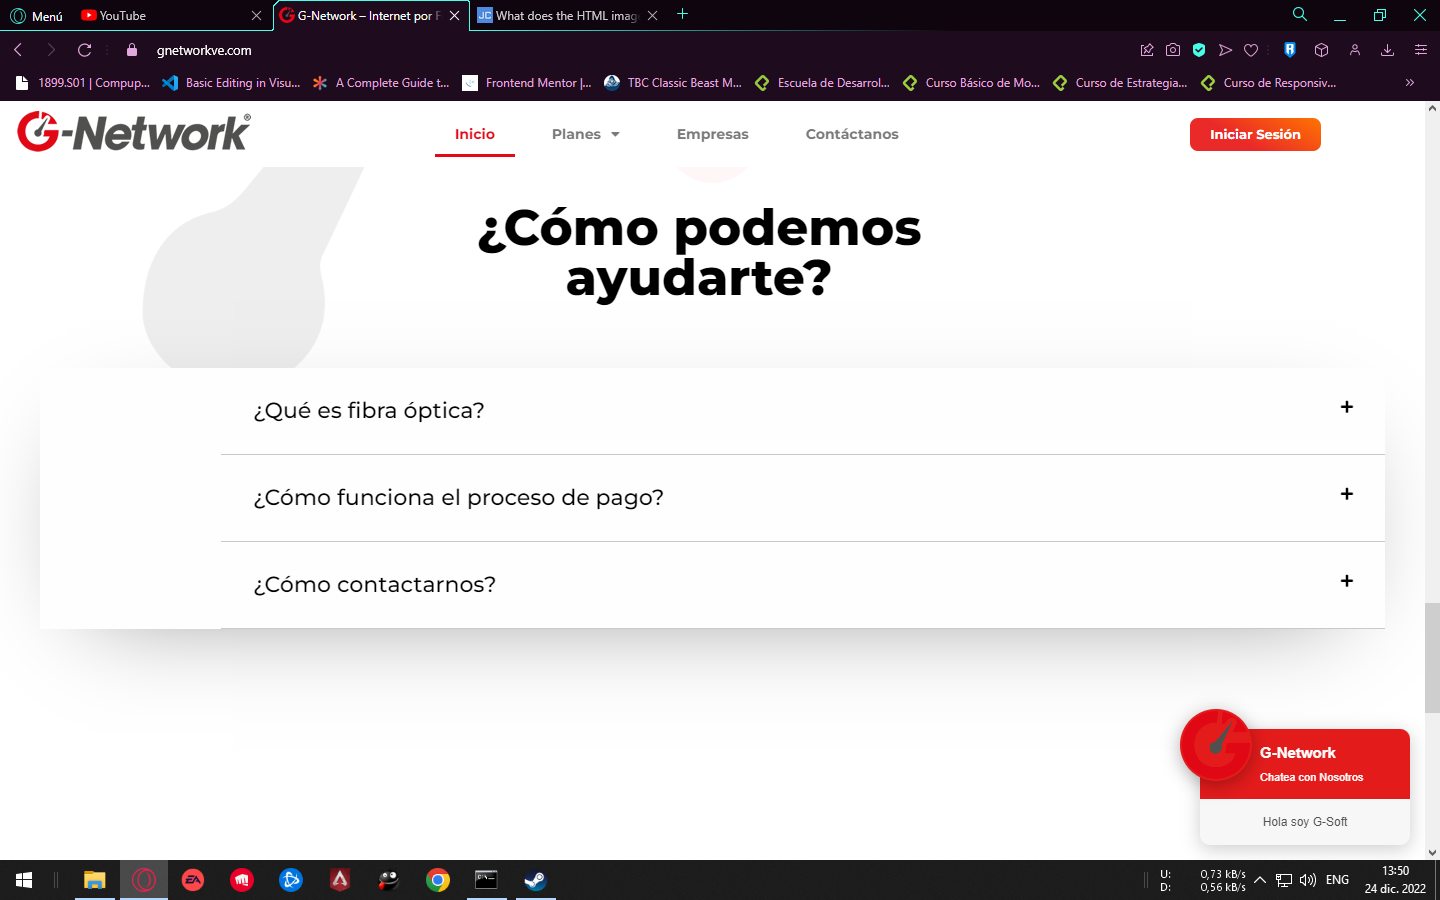 Menú
YouTube
G-Network – Internet por F
What does the HTML imag
gnetworkve.com
1899.S01 | Compup...
Basic Editing in Visu...
A Complete Guide t...
Frontend Mentor |...
TBC Classic Beast M...
Escuela de Desarrol...
Curso Básico de Mo...
Curso de Estrategia...
Curso de Responsiv...
G-Network®
Inicio
Planes
Empresas
Contáctanos
Iniciar Sesión
¿Cómo podemos
ayudarte?
¿Qué es fibra óptica?
¿Cómo funciona el proceso de pago?
¿Cómo contactarnos?
G-Network
Chatea con Nosotros
Hola soy G-Soft
U: 0,73 kB/s
D: 0,56 kB/s
ENG
13:50
24 dic. 2022